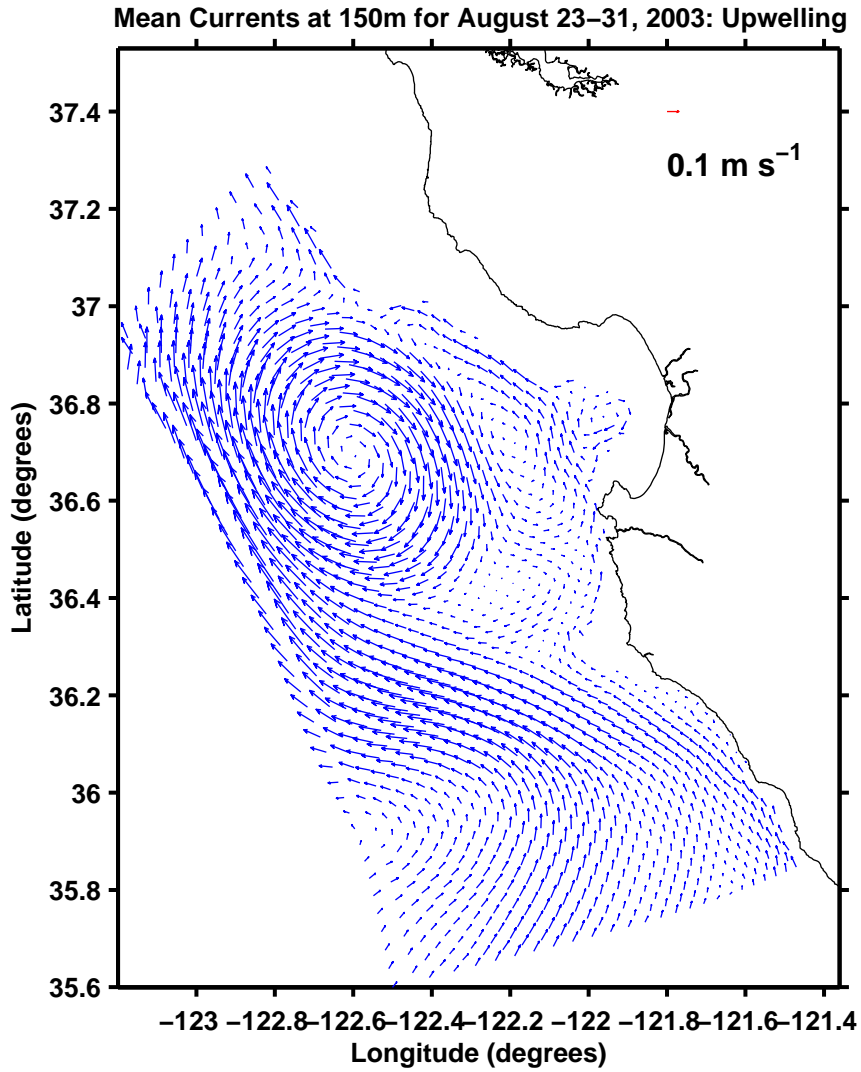 Mean Currents at 150m for August 23−31, 2003: Upwelling
37.4
0.1 m s−1
37.2
37
36.8
36.6
36.4
36.2
36
35.8
35.6
Latitude (degrees)
−123 −122.8 −122.6 −122.4 −122.2 −122 −121.8 −121.6 −121.4
Longitude (degrees)